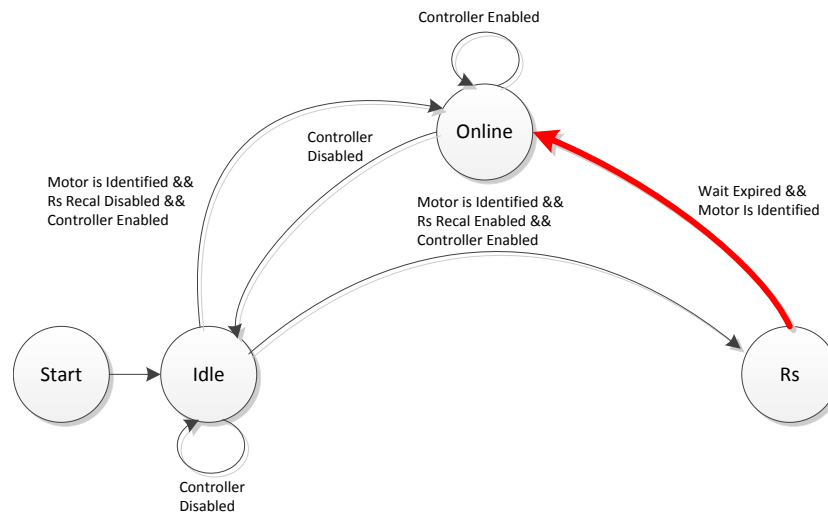 Controller Enabled
Online
Controller
Disabled
Motor is Identified &&
Rs Recal Disabled &&
Controller Enabled
Motor is Identified &&
Rs Recal Enabled &&
Controller Enabled
Wait Expired &&
Motor Is Identified
Start
Idle
Rs
Controller
Disabled